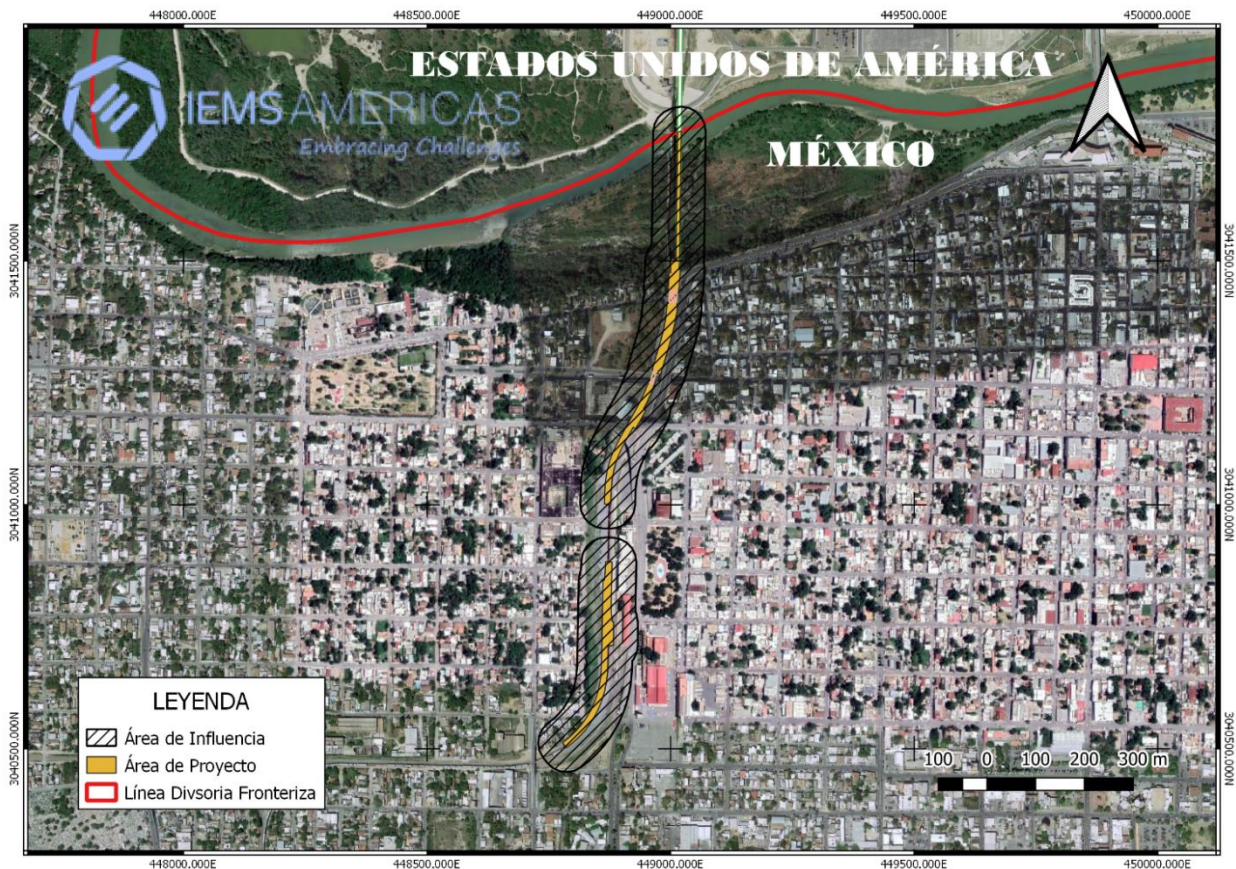 448000.000E 448500.000E 449000.000E 449500.000E 450000.000E
ESTADOS UNIDOS DE AMÉRICA
IEMS AMERICAS
Embracing Challenges
MÉXICO
3041500.000N 3041500.000N
3041000.000N 3041000.000N
3040500.000N 3040500.000N
LEYENDA
Área de Influencia
Área de Proyecto
Línea Divsoria Fronteriza
100 0 100 200 300 m
448000.000E 448500.000E 449000.000E 449500.000E 450000.000E